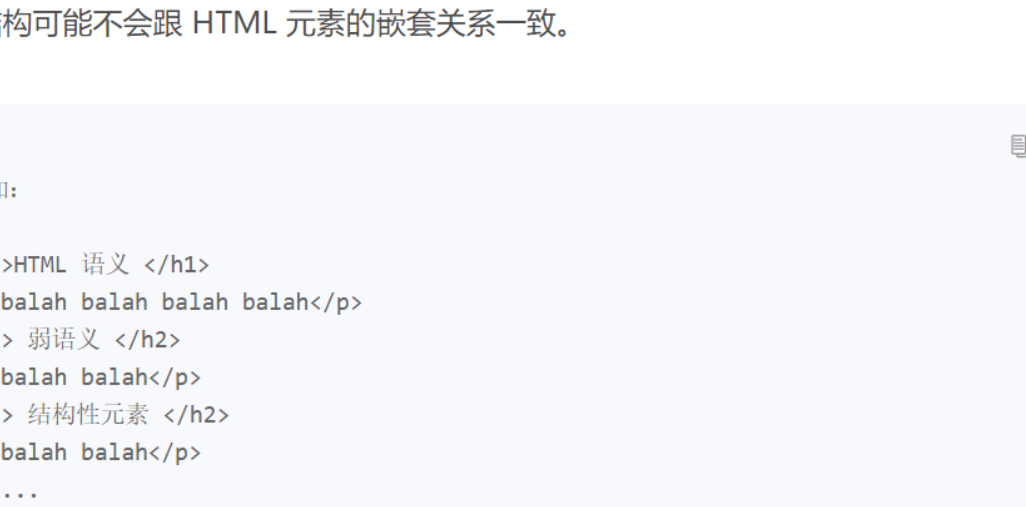 构可能不会跟 HTML 元素的嵌套关系一致。
:
>HTML 语义 </h1>
balah balah balah balah</p>
> 弱语义 </h2>
balah balah</p>
> 结构性元素 </h2>
balah balah</p>
...